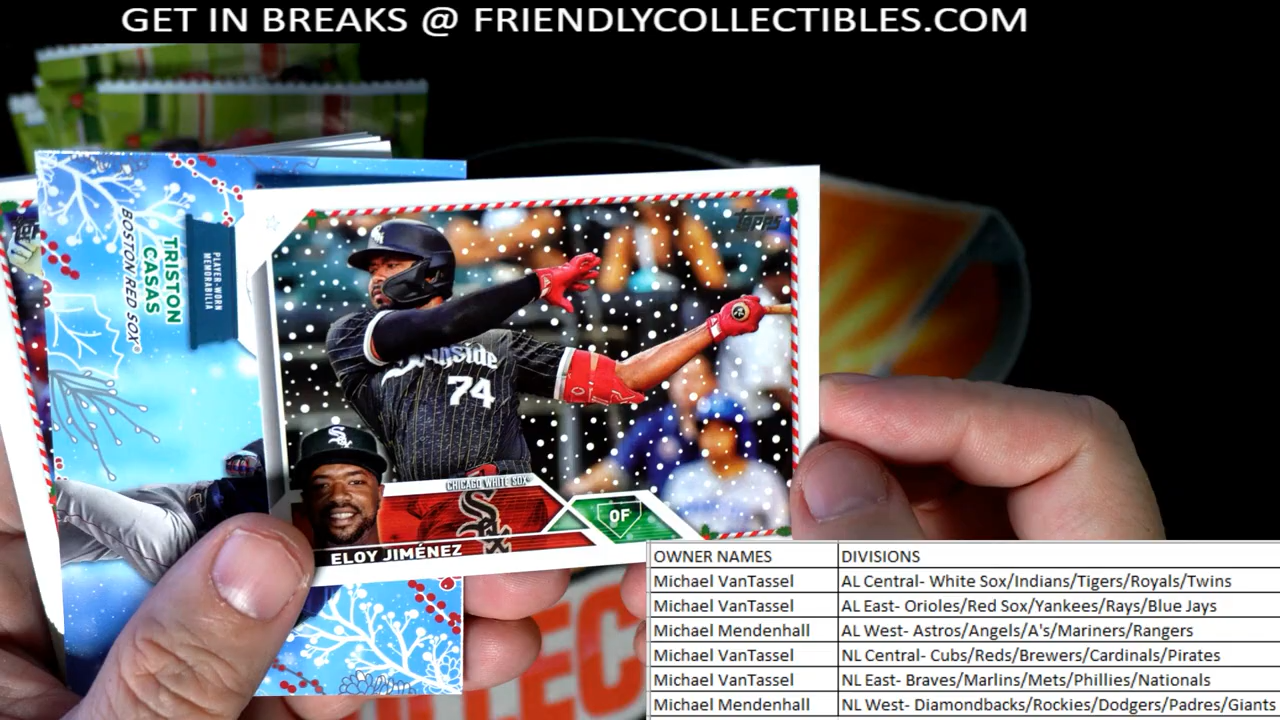 GET IN BREAKS @ FRIENDLYCOLLECTIBLES.COM
TRISTON
CASAS
BOSTON RED SOX®
PLAYER-WORN
MEMORABILIA
TOPPS
74
CHICAGO WHITE SOX®
Sox
OF
ELOY JIMÉNEZ
OWNER NAMES DIVISIONS
Michael VanTassel AL Central- White Sox/Indians/Tigers/Royals/Twins
Michael VanTassel AL East- Orioles/Red Sox/Yankees/Rays/Blue Jays
Michael Mendenhall AL West- Astros/Angels/A's/Mariners/Rangers
Michael VanTassel NL Central- Cubs/Reds/Brewers/Cardinals/Pirates
Michael VanTassel NL East- Braves/Marlins/Mets/Phillies/Nationals
Michael Mendenhall NL West- Diamondbacks/Rockies/Dodgers/Padres/Giants